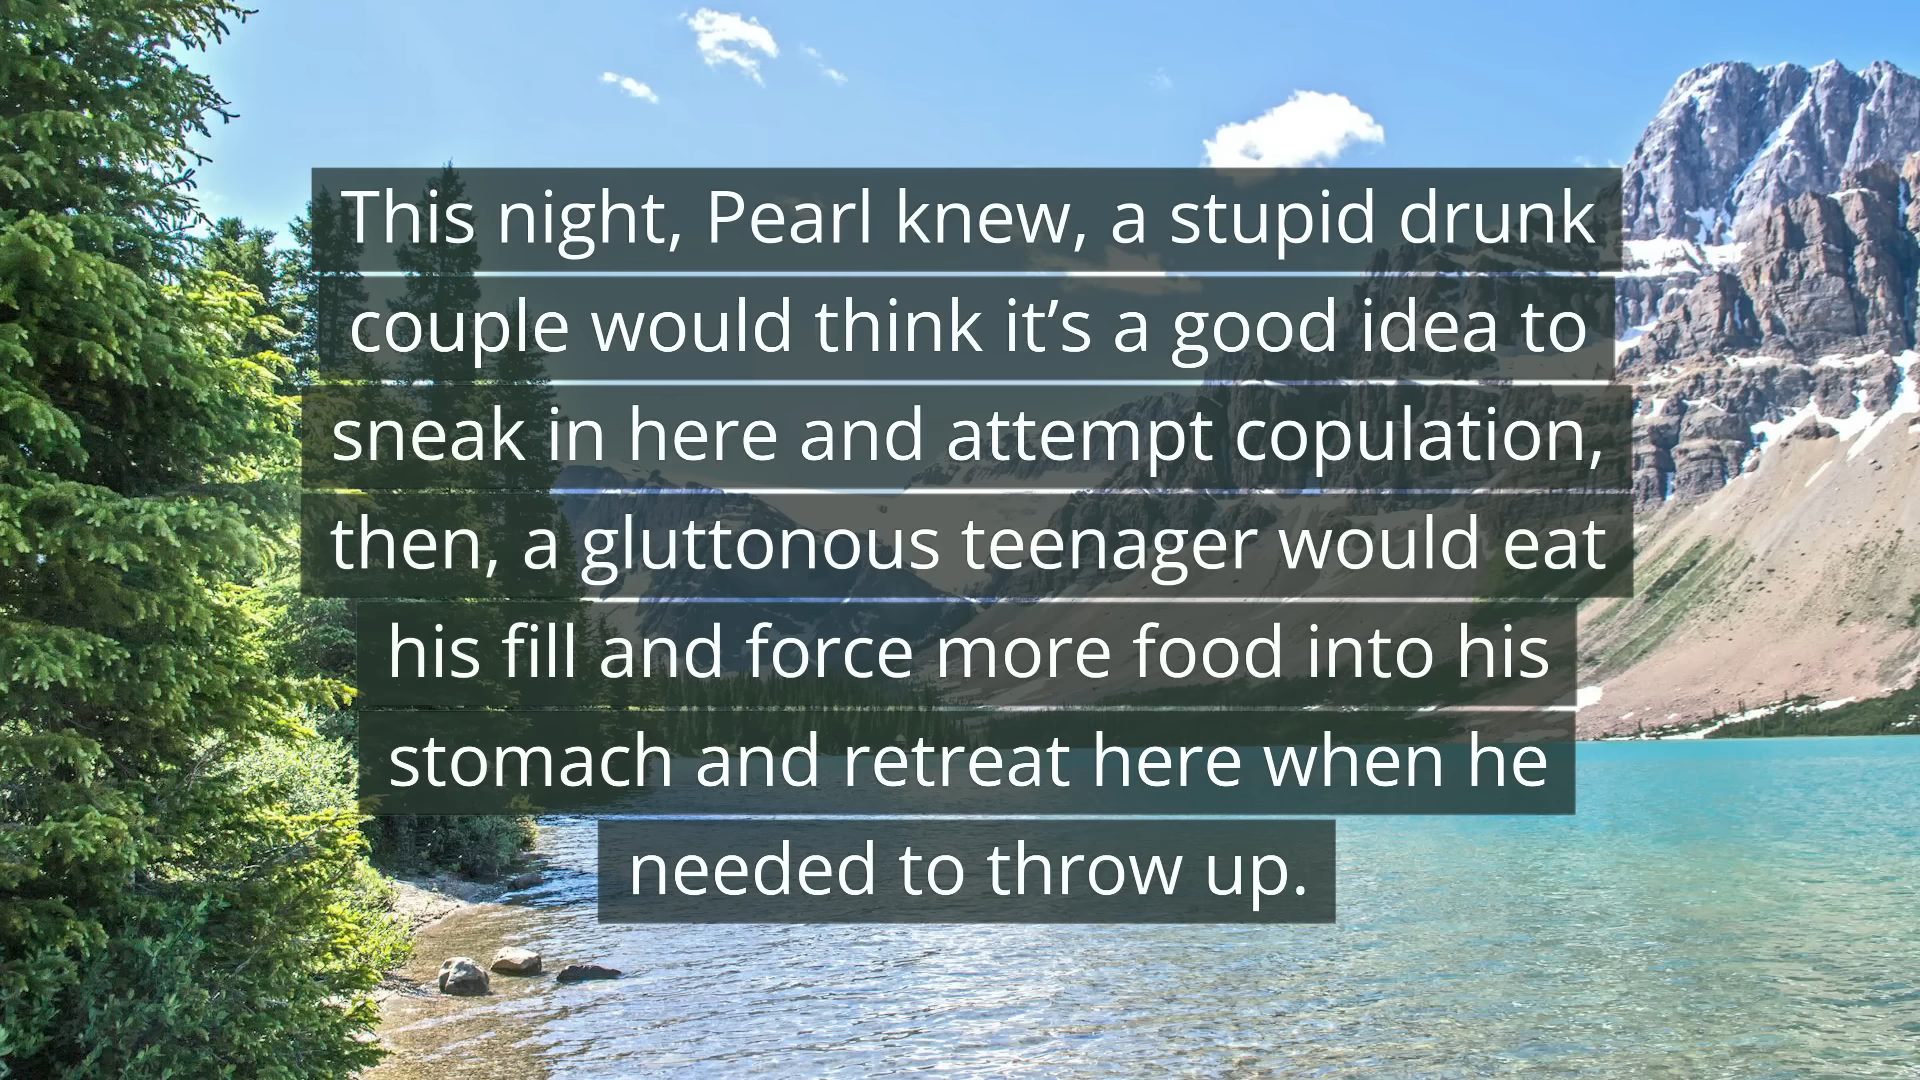 This night, Pearl knew, a stupid drunk
couple would think it’s a good idea to
sneak in here and attempt copulation,
then, a gluttonous teenager would eat
his fill and force more food into his
stomach and retreat here when he
needed to throw up.